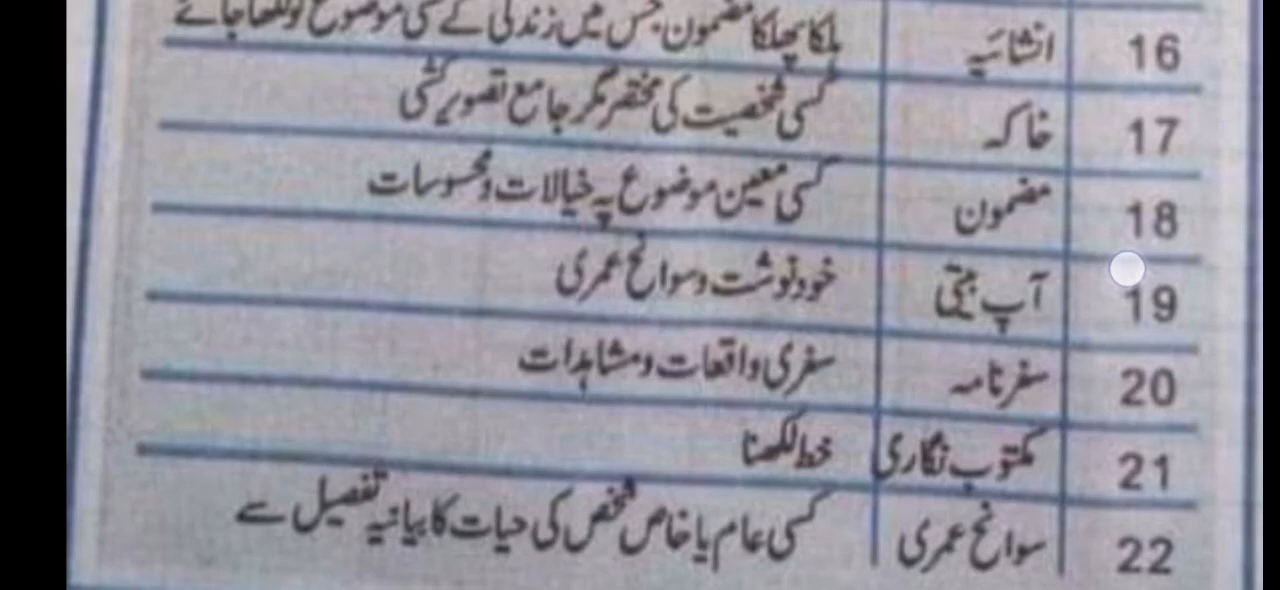 16 انشائیہ ہلکا پھلکا مضمون جس میں زندگی کے کسی موضوع کو لکھا جائے
17 خاکہ کسی شخصیت کی مختصر مگر جامع تصویر کشی
18 مضمون کسی معین موضوع پہ خیالات و محسوسات
19 آپ بیتی خودنوشت و سوانح عمری
20 سفرنامہ سفری واقعات و مشاہدات
21 مکتوب نگاری خط لکھنا
22 سوانح عمری کسی عام یا خاص شخص کی حیات کا بیانیہ تفصیل سے